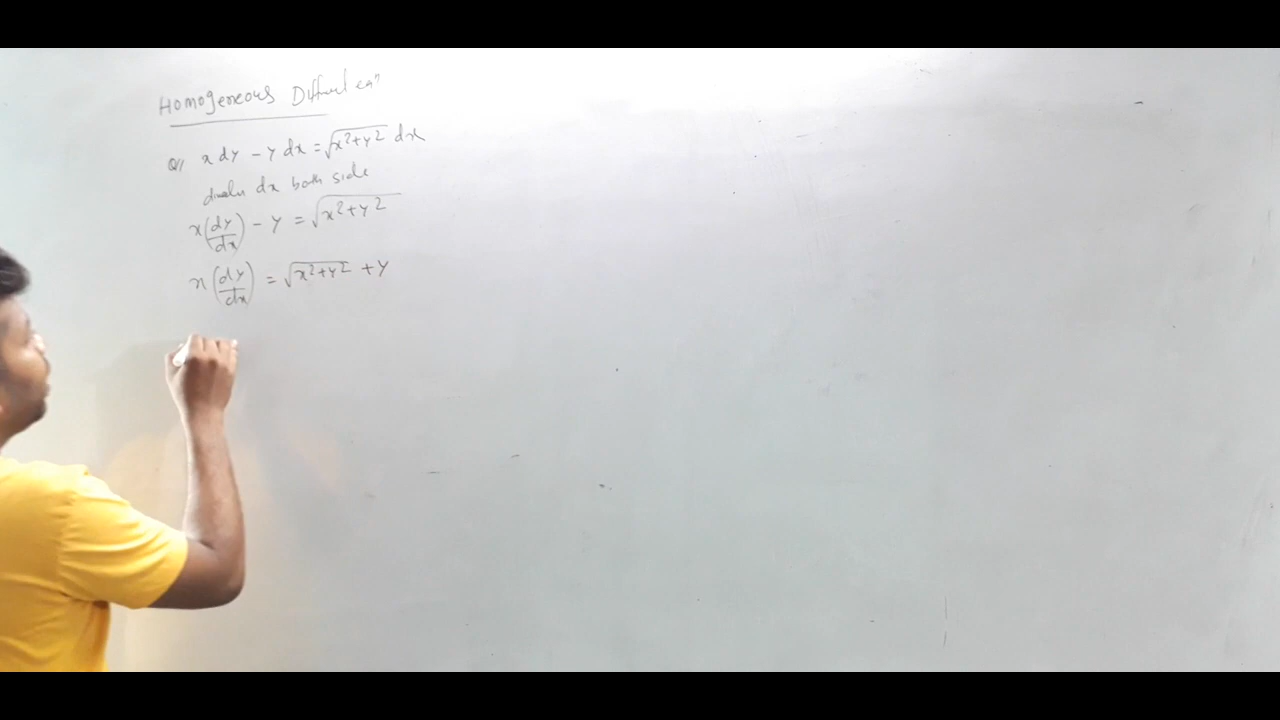 Homogeneous Differential eqn
Q1) x dy - y dx = √x²+y² dx
divide dx both side
x(dy/dx) - y = √x²+y²
x(dy/dx) = √x²+y² + y